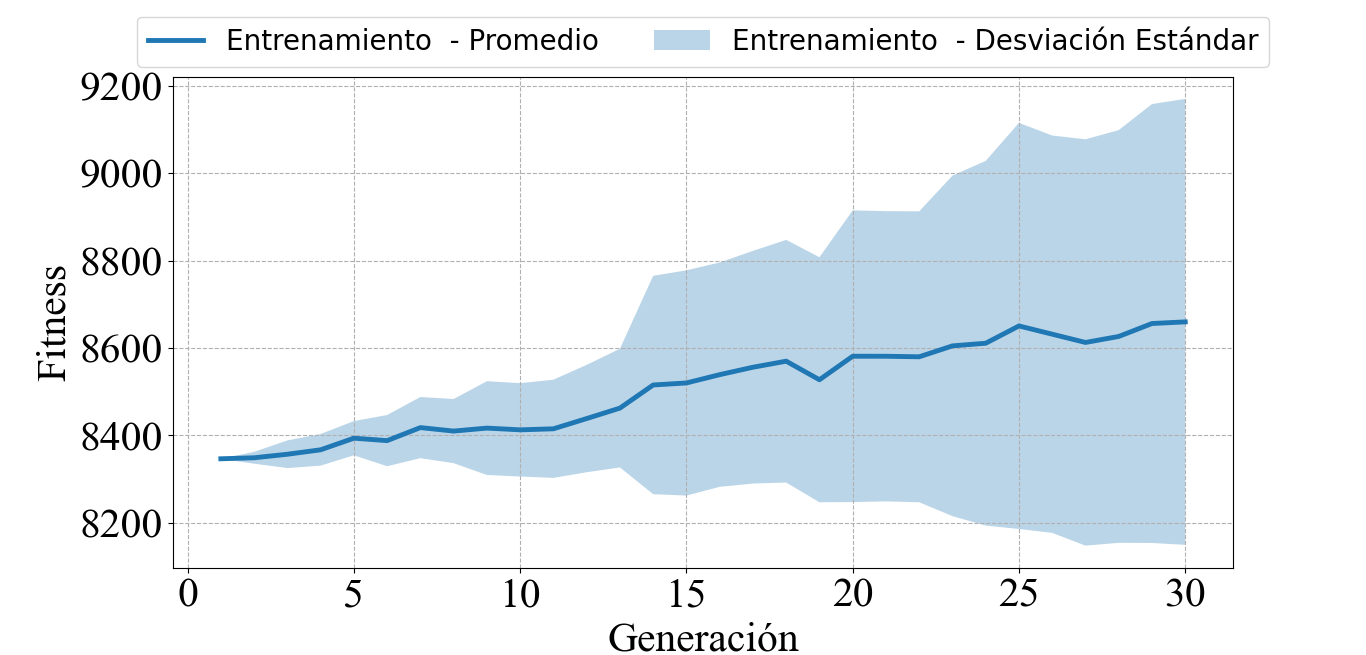 Entrenamiento  - Promedio
Entrenamiento  - Desviación Estándar
9200
9000
8800
8600
8400
8200
Fitness
0 5 10 15 20 25 30
Generación